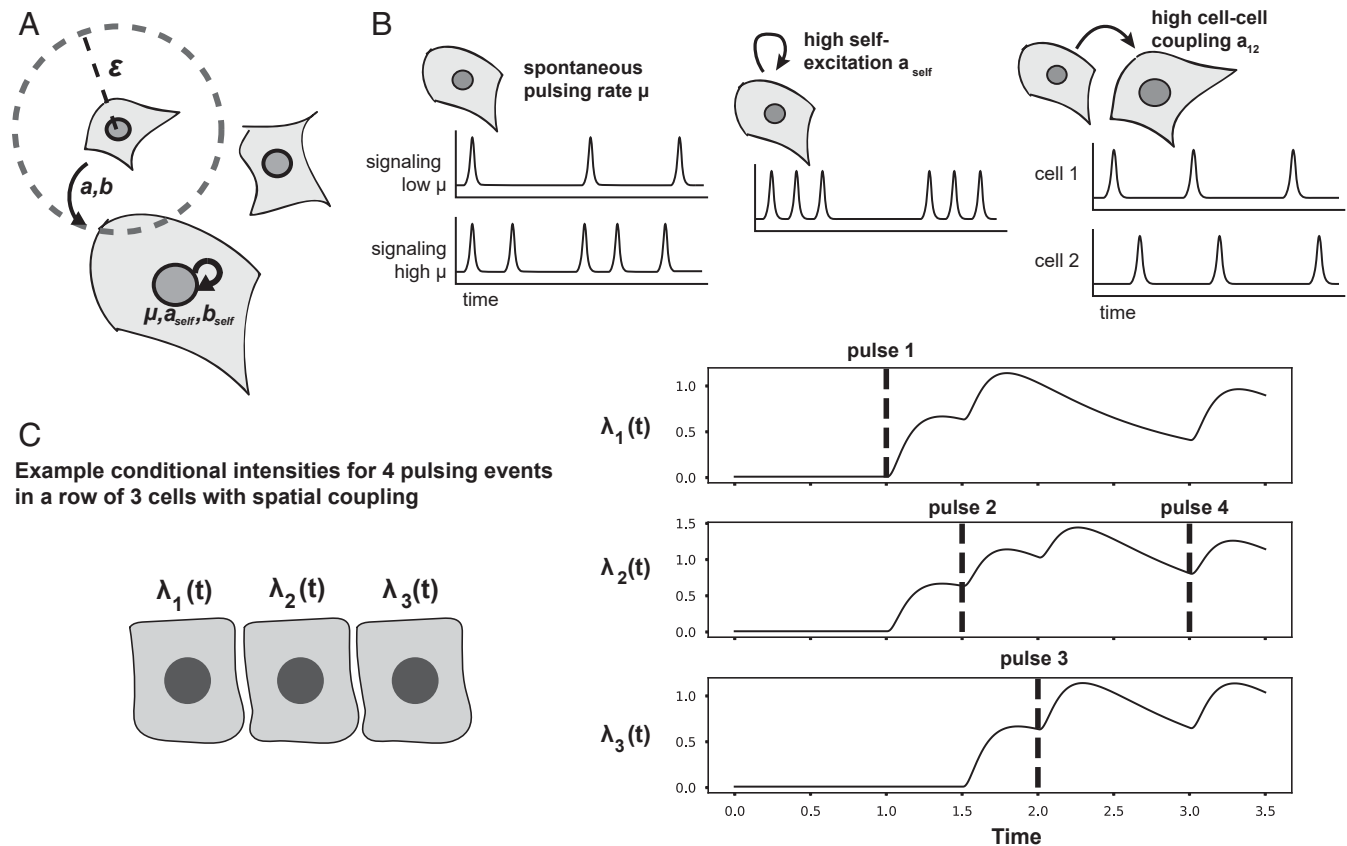 A
ε
a,b
μ,a_self,b_self
B
spontaneous
pulsing rate μ
signaling
low μ
signaling
high μ
time
high self-
excitation a_self
high cell-cell
coupling a_12
cell 1
cell 2
time
C
Example conditional intensities for 4 pulsing events
in a row of 3 cells with spatial coupling
λ_1(t) λ_2(t) λ_3(t)
pulse 1
λ_1(t)
1.0
0.5
0.0
pulse 2 pulse 4
λ_2(t)
1.5
1.0
0.5
0.0
pulse 3
λ_3(t)
1.0
0.5
0.0
0.0 0.5 1.0 1.5 2.0 2.5 3.0 3.5
Time